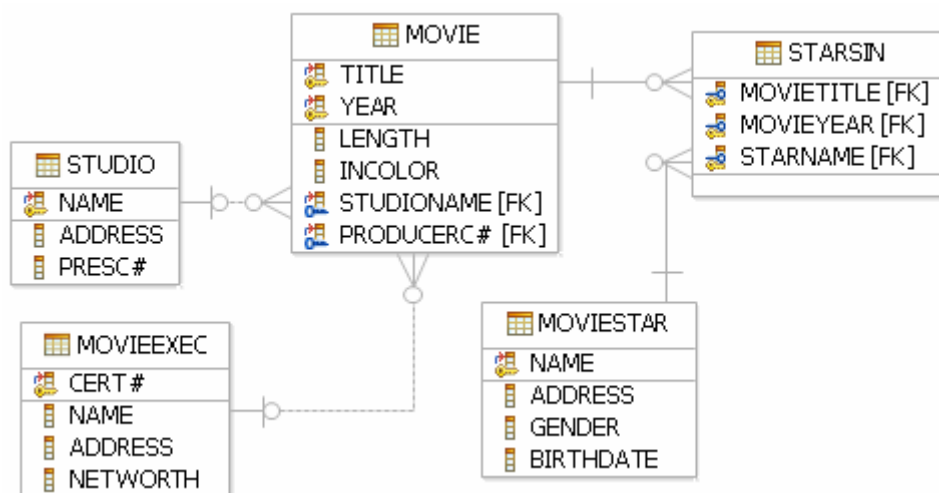 MOVIE
TITLE
YEAR
LENGTH
INCOLOR
STUDIONAME [FK]
PRODUCERC# [FK]
STARSIN
MOVIETITLE [FK]
MOVIEYEAR [FK]
STARNAME [FK]
STUDIO
NAME
ADDRESS
PRESC#
MOVIEEXEC
CERT#
NAME
ADDRESS
NETWORTH
MOVIESTAR
NAME
ADDRESS
GENDER
BIRTHDATE